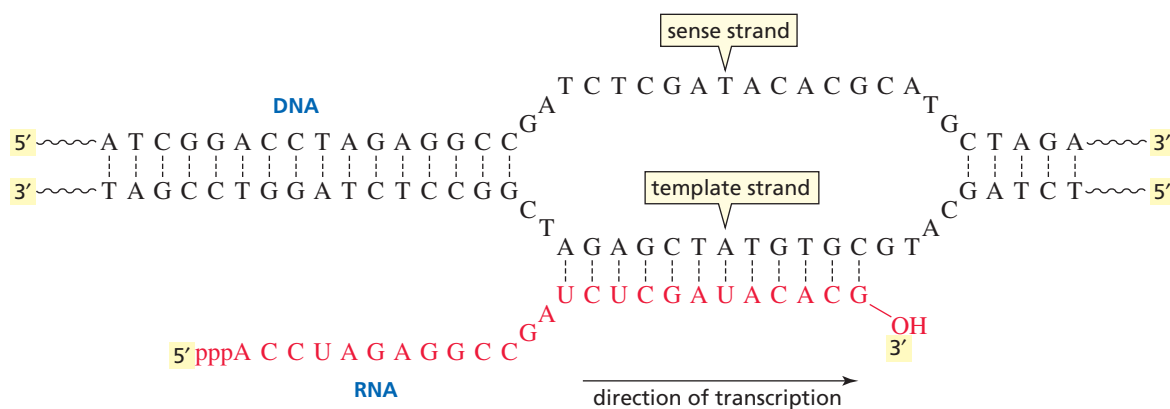 sense strand
DNA
5′ A T C G G A C C T A G A G G C C G A T C T C G A T A C A C G C A T G C T A G A 3′
3′ T A G C C T G G A T C T C C G G C T A G A G C T A T G T G C G T A C G A T C T 5′
template strand
5′ pppA C C U A G A G G C C G A U C U C G A U A C A C G OH
3′
RNA
direction of transcription